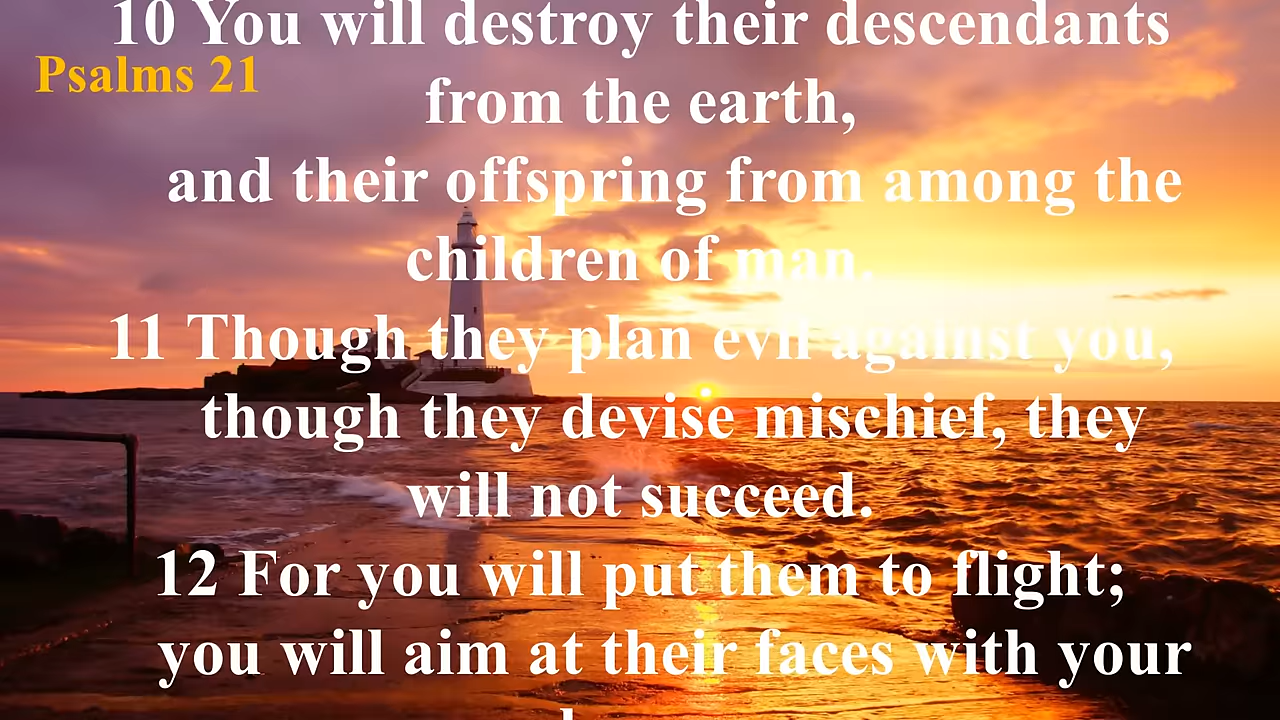 10 You will destroy their descendants
Psalms 21
from the earth,
and their offspring from among the
children of man.
11 Though they plan evil against you,
though they devise mischief, they
will not succeed.
12 For you will put them to flight;
you will aim at their faces with your